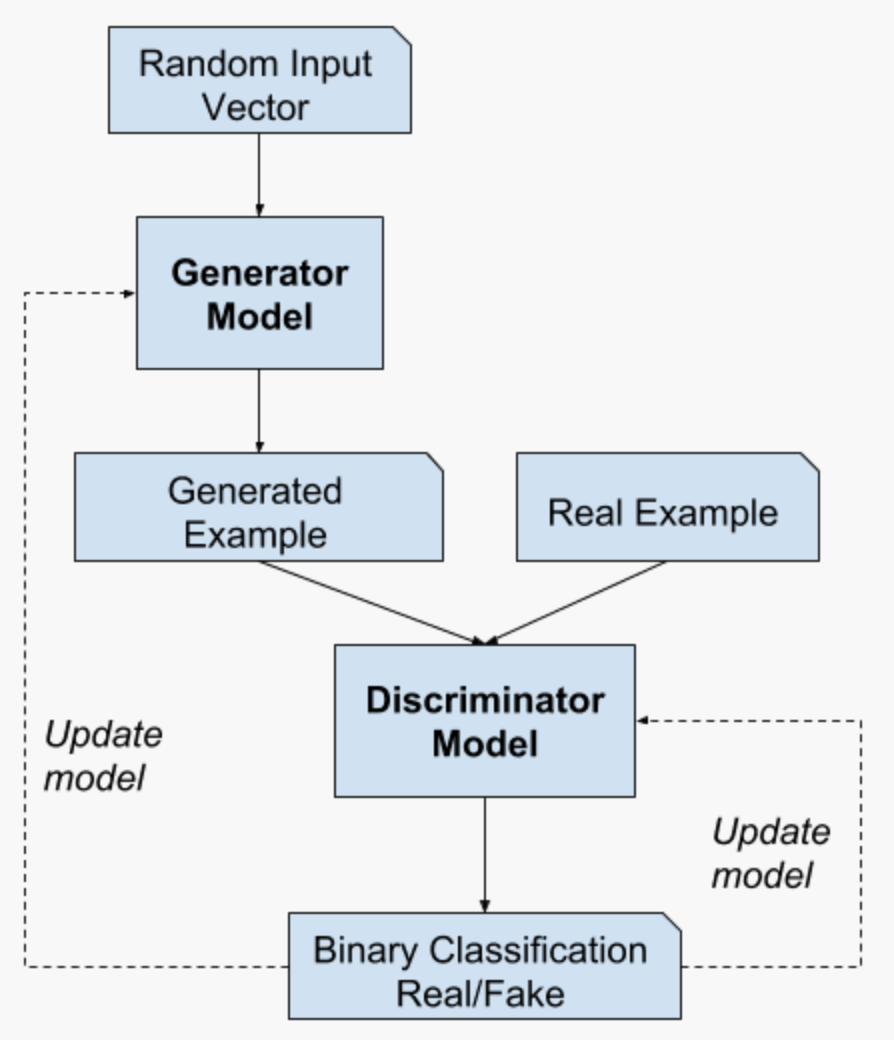 Random Input
Vector
Generator
Model
Generated
Example
Real Example
Discriminator
Model
Update
model
Update
model
Binary Classification
Real/Fake